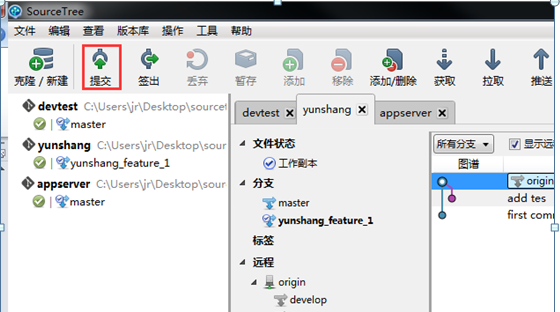 SourceTree
文件 编辑 查看 版本库 操作 工具 帮助
克隆 / 新建 提交 签出 丢弃 暂存 添加 移除 添加/删除 获取 拉取 推送
devtest C:\Users\jr\Desktop\sourcet
master
yunshang C:\Users\jr\Desktop\sour
yunshang_feature_1
appserver C:\Users\jr\Desktop\sou
master
devtest yunshang appserver
文件状态
工作副本
分支
master
yunshang_feature_1
标签
远程
origin
develop
所有分支 显示远
图谱
origin
add tes
first comm